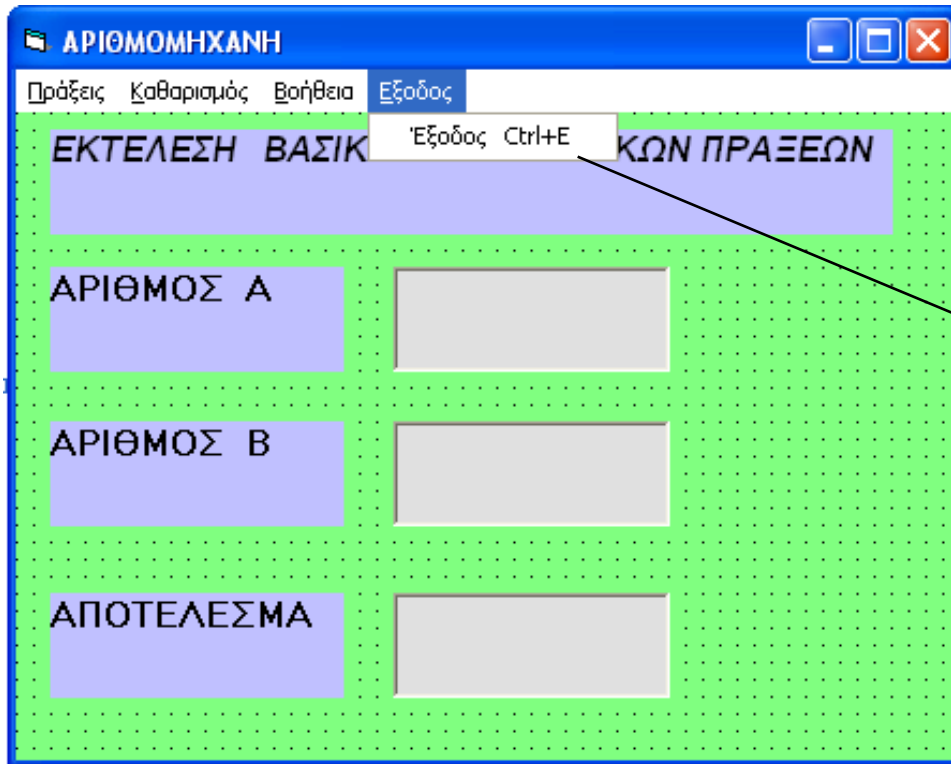 ΑΡΙΘΜΟΜΗΧΑΝΗ
Πράξεις Καθαρισμός Βοήθεια Εξοδος
Έξοδος Ctrl+E
ΕΚΤΕΛΕΣΗ ΒΑΣΙΚ ΚΩΝ ΠΡΑΞΕΩΝ
ΑΡΙΘΜΟΣ Α
ΑΡΙΘΜΟΣ Β
ΑΠΟΤΕΛΕΣΜΑ